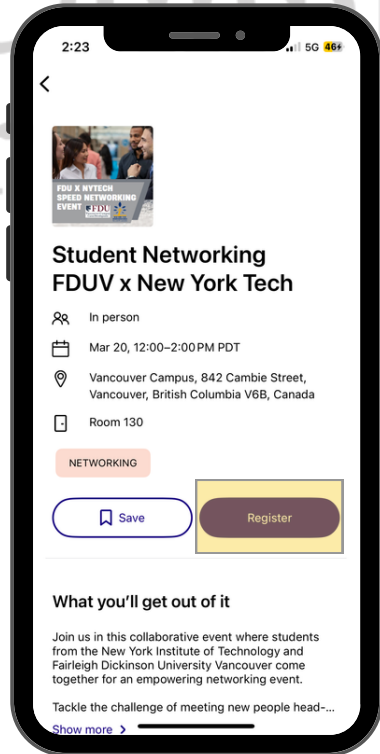 2:23
5G 46
FDU X NYTECH
SPEED NETWORKING
EVENT FDU
Student Networking
FDUV x New York Tech
In person
Mar 20, 12:00–2:00 PM PDT
Vancouver Campus, 842 Cambie Street,
Vancouver, British Columbia V6B, Canada
Room 130
NETWORKING
Save
Register
What you'll get out of it
Join us in this collaborative event where students
from the New York Institute of Technology and
Fairleigh Dickinson University Vancouver come
together for an empowering networking event.
Tackle the challenge of meeting new people head-...
Show more